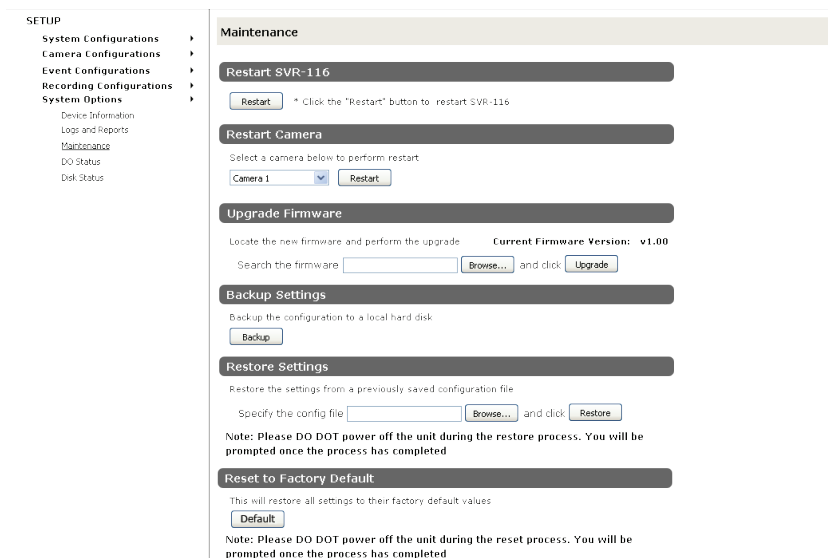 SETUP
System Configurations
Camera Configurations
Event Configurations
Recording Configurations
System Options
Device Information
Logs and Reports
Maintenance
DO Status
Disk Status
Maintenance
Restart SVR-116
Restart * Click the "Restart" button to restart SVR-116
Restart Camera
Select a camera below to perform restart
Camera 1 Restart
Upgrade Firmware
Locate the new firmware and perform the upgrade Current Firmware Version: v1.00
Search the firmware Browse... and click Upgrade
Backup Settings
Backup the configuration to a local hard disk
Backup
Restore Settings
Restore the settings from a previously saved configuration file
Specify the config file Browse... and click Restore
Note: Please DO DOT power off the unit during the restore process. You will be
prompted once the process has completed
Reset to Factory Default
This will restore all settings to their factory default values
Default
Note: Please DO DOT power off the unit during the reset process. You will be
prompted once the process has completed